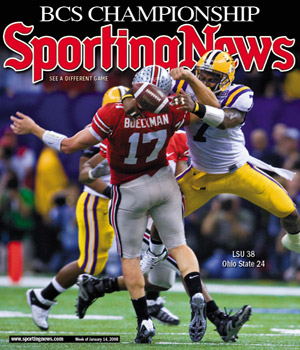 BCS CHAMPIONSHIP
SportingNews
SEE A DIFFERENT GAME
BOECKMAN
17
7
LSU 38
Ohio State 24
www.sportingnews.com
Week of January 14, 2008